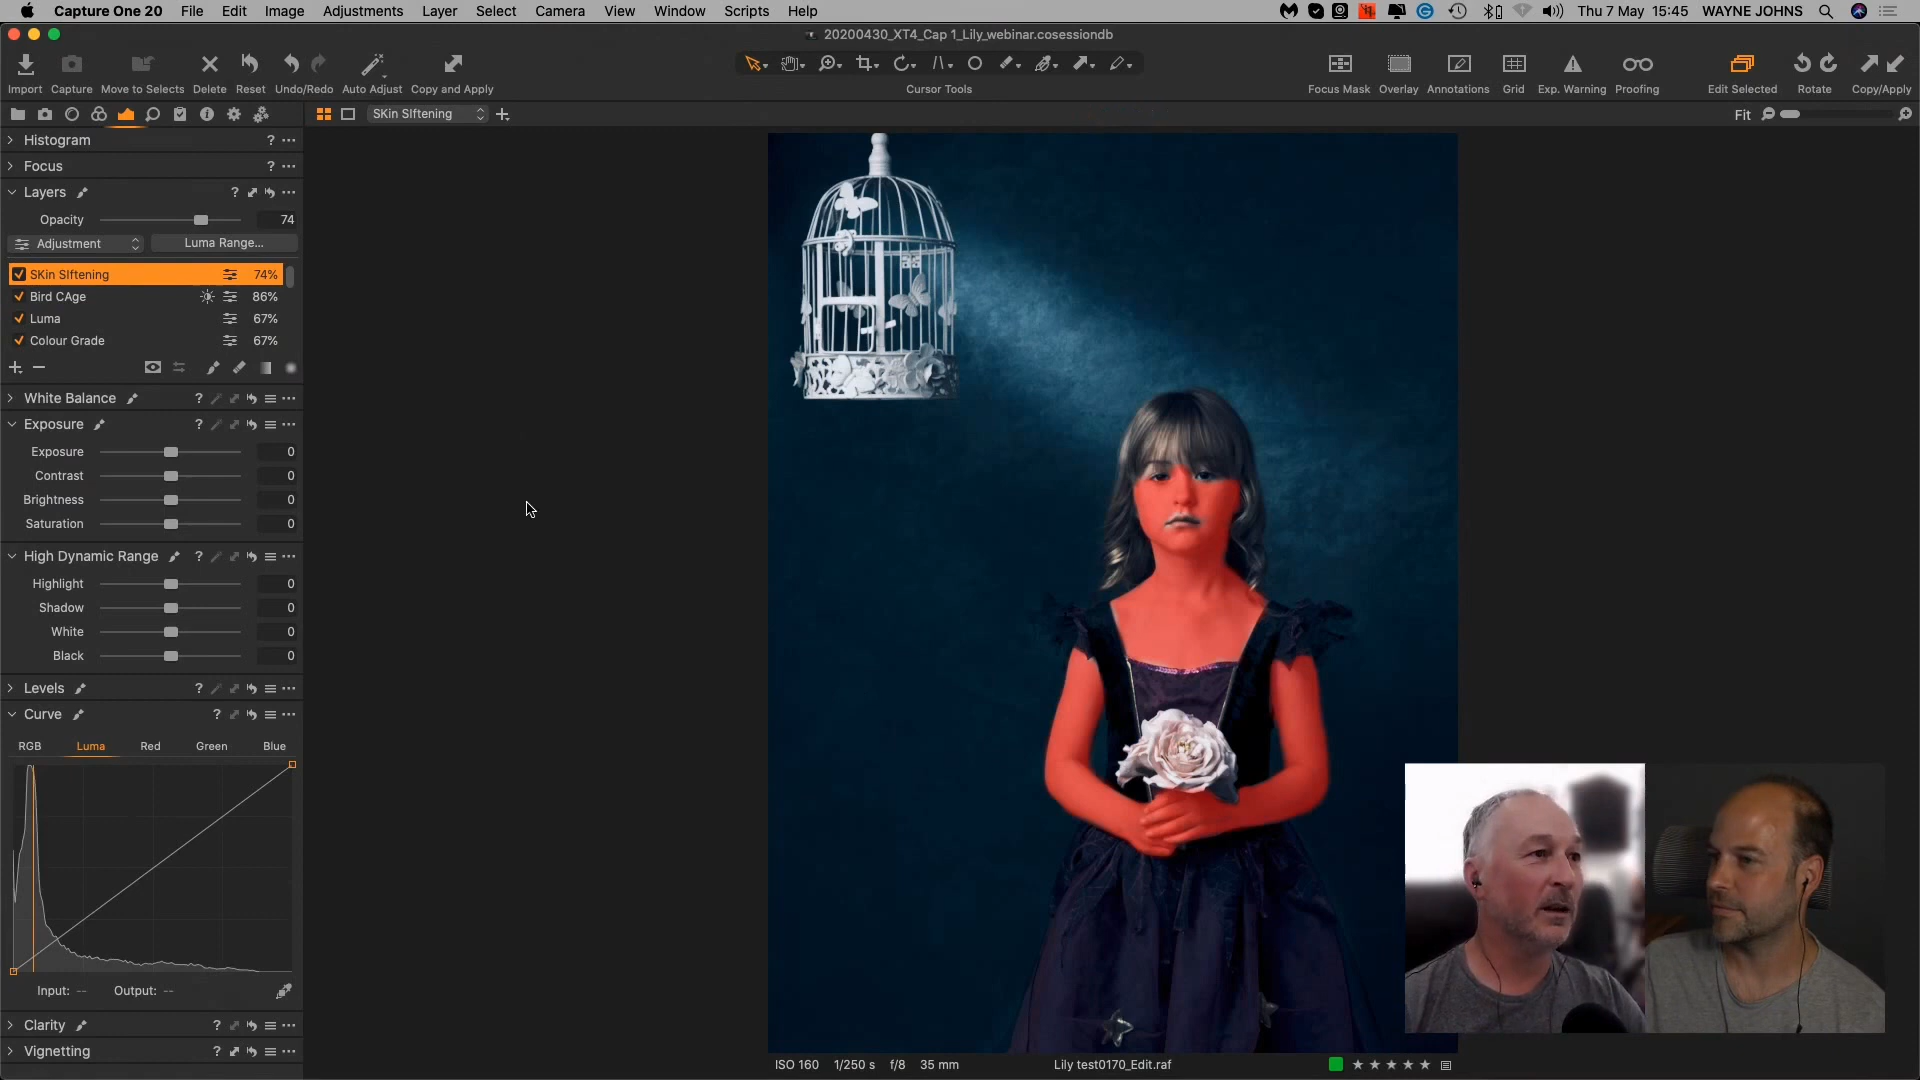 Capture One 20 File Edit Image Adjustments Layer Select Camera View Window Scripts Help Thu 7 May 15:45 WAYNE JOHNS
20200430_XT4_Cap 1_Lily_webinar.cosessiondb
Import Capture Move to Selects Delete Reset Undo/Redo Auto Adjust Copy and Apply Cursor Tools Focus Mask Overlay Annotations Grid Exp. Warning Proofing Edit Selected Rotate Copy/Apply
SKin SIftening Fit
Histogram ?
Focus ?
Layers ?
Opacity 74
Adjustment Luma Range...
SKin SIftening 74%
Bird CAge 86%
Luma 67%
Colour Grade 67%
White Balance ?
Exposure ?
Exposure 0
Contrast 0
Brightness 0
Saturation 0
High Dynamic Range ?
Highlight 0
Shadow 0
White 0
Black 0
Levels ?
Curve ?
RGB Luma Red Green Blue
Input: -- Output: --
Clarity ?
Vignetting ?
ISO 160 1/250 s f/8 35 mm Lily test0170_Edit.raf